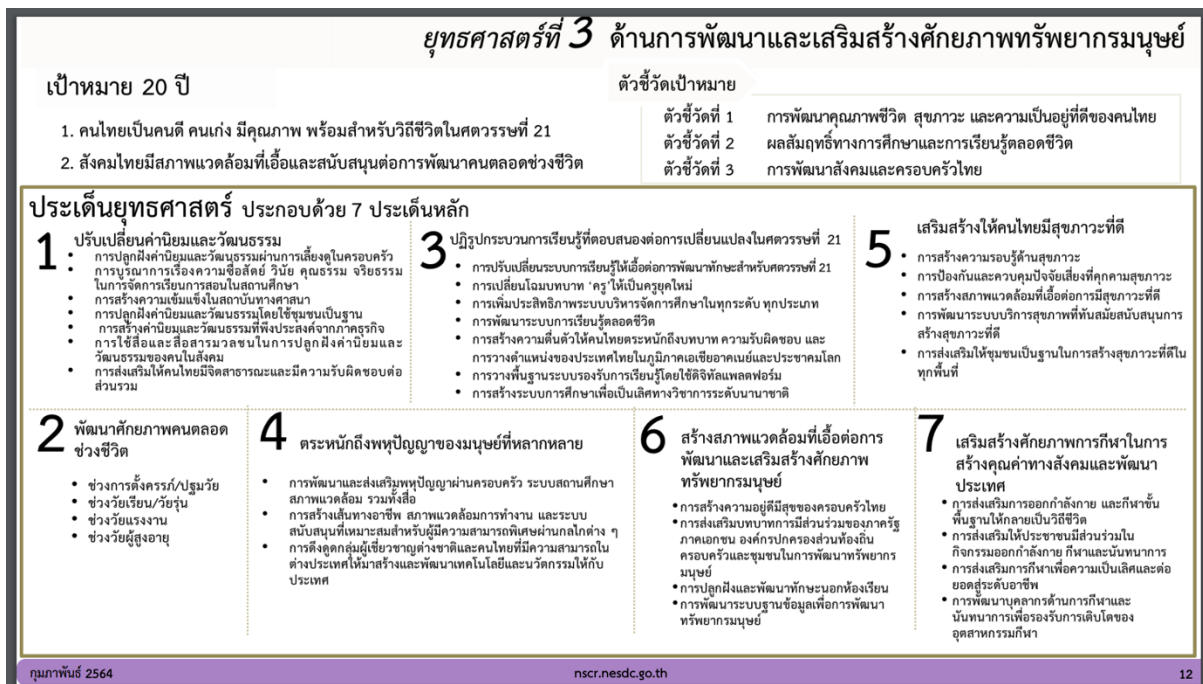 ยุทธศาสตร์ที่ 3 ด้านการพัฒนาและเสริมสร้างศักยภาพทรัพยากรมนุษย์
เป้าหมาย 20 ปี
1. คนไทยเป็นคนดี คนเก่ง มีคุณภาพ พร้อมสำหรับวิถีชีวิตในศตวรรษที่ 21
2. สังคมไทยมีสภาพแวดล้อมที่เอื้อและสนับสนุนต่อการพัฒนาคนตลอดช่วงชีวิต
ตัวชี้วัดเป้าหมาย
ตัวชี้วัดที่ 1 การพัฒนาคุณภาพชีวิต สุขภาวะ และความเป็นอยู่ที่ดีของคนไทย
ตัวชี้วัดที่ 2 ผลสัมฤทธิ์ทางการศึกษาและการเรียนรู้ตลอดชีวิต
ตัวชี้วัดที่ 3 การพัฒนาสังคมและครอบครัวไทย
ประเด็นยุทธศาสตร์ ประกอบด้วย 7 ประเด็นหลัก
1 ปรับเปลี่ยนค่านิยมและวัฒนธรรม
• การปลูกฝังค่านิยมและวัฒนธรรมผ่านการเลี้ยงดูในครอบครัว
• การบูรณาการเรื่องความซื่อสัตย์ วินัย คุณธรรม จริยธรรม
ในการจัดการเรียนการสอนในสถานศึกษา
• การสร้างความเข้มแข็งในสถาบันทางศาสนา
• การปลูกฝังค่านิยมและวัฒนธรรมโดยใช้ชุมชนเป็นฐาน
• การสร้างค่านิยมและวัฒนธรรมที่พึงประสงค์จากภาคธุรกิจ
• การใช้สื่อและสื่อสารมวลชนในการปลูกฝังค่านิยมและ
วัฒนธรรมของคนในสังคม
• การส่งเสริมให้คนไทยมีจิตสาธารณะและมีความรับผิดชอบต่อ
ส่วนรวม
2 พัฒนาศักยภาพคนตลอด
ช่วงชีวิต
• ช่วงการตั้งครรภ์/ปฐมวัย
• ช่วงวัยเรียน/วัยรุ่น
• ช่วงวัยแรงงาน
• ช่วงวัยผู้สูงอายุ
3 ปฏิรูปกระบวนการเรียนรู้ที่ตอบสนองต่อการเปลี่ยนแปลงในศตวรรษที่ 21
• การปรับเปลี่ยนระบบการเรียนรู้ให้เอื้อต่อการพัฒนาทักษะสำหรับศตวรรษที่ 21
• การเปลี่ยนโฉมบทบาท ‘ครู’ ให้เป็นครูยุคใหม่
• การเพิ่มประสิทธิภาพระบบบริหารจัดการศึกษาในทุกระดับ ทุกประเภท
• การพัฒนาระบบการเรียนรู้ตลอดชีวิต
• การสร้างความตื่นตัวให้คนไทยตระหนักถึงบทบาท ความรับผิดชอบ และ
การวางตำแหน่งของประเทศไทยในภูมิภาคเอเชียอาคเนย์และประชาคมโลก
• การวางพื้นฐานระบบรองรับการเรียนรู้โดยใช้ดิจิทัลแพลตฟอร์ม
• การสร้างระบบการศึกษาเพื่อเป็นเลิศทางวิชาการระดับนานาชาติ
4 ตระหนักถึงพหุปัญญาของมนุษย์ที่หลากหลาย
• การพัฒนาและส่งเสริมพหุปัญญาผ่านครอบครัว ระบบสถานศึกษา
สภาพแวดล้อม รวมทั้งสื่อ
• การสร้างเส้นทางอาชีพ สภาพแวดล้อมการทำงาน และระบบ
สนับสนุนที่เหมาะสมสำหรับผู้มีความสามารถพิเศษผ่านกลไกต่าง ๆ
• การดึงดูดกลุ่มผู้เชี่ยวชาญต่างชาติและคนไทยที่มีความสามารถใน
ต่างประเทศให้มาสร้างและพัฒนาเทคโนโลยีและนวัตกรรมให้กับ
ประเทศ
5 เสริมสร้างให้คนไทยมีสุขภาวะที่ดี
• การสร้างความรอบรู้ด้านสุขภาวะ
• การป้องกันและควบคุมปัจจัยเสี่ยงที่คุกคามสุขภาวะ
• การสร้างสภาพแวดล้อมที่เอื้อต่อการมีสุขภาวะที่ดี
• การพัฒนาระบบบริการสุขภาพที่ทันสมัยสนับสนุนการ
สร้างสุขภาวะที่ดี
• การส่งเสริมให้ชุมชนเป็นฐานในการสร้างสุขภาวะที่ดีใน
ทุกพื้นที่
6 สร้างสภาพแวดล้อมที่เอื้อต่อการ
พัฒนาและเสริมสร้างศักยภาพ
ทรัพยากรมนุษย์
• การสร้างความอยู่ดีมีสุขของครอบครัวไทย
• การส่งเสริมบทบาทการมีส่วนร่วมของภาครัฐ
ภาคเอกชน องค์กรปกครองส่วนท้องถิ่น
ครอบครัวและชุมชนในการพัฒนาทรัพยากร
มนุษย์
• การปลูกฝังและพัฒนาทักษะนอกห้องเรียน
• การพัฒนาระบบฐานข้อมูลเพื่อการพัฒนา
ทรัพยากรมนุษย์
7 เสริมสร้างศักยภาพการกีฬาในการ
สร้างคุณค่าทางสังคมและพัฒนา
ประเทศ
• การส่งเสริมการออกกำลังกาย และกีฬาขั้น
พื้นฐานให้กลายเป็นวิถีชีวิต
• การส่งเสริมให้ประชาชนมีส่วนร่วมใน
กิจกรรมออกกำลังกาย กีฬาและนันทนาการ
• การส่งเสริมการกีฬาเพื่อความเป็นเลิศและต่อ
ยอดสู่ระดับอาชีพ
• การพัฒนาบุคลากรด้านการกีฬาและ
นันทนาการเพื่อรองรับการเติบโตของ
อุตสาหกรรมกีฬา
กุมภาพันธ์ 2564
nscr.nesdc.go.th
12